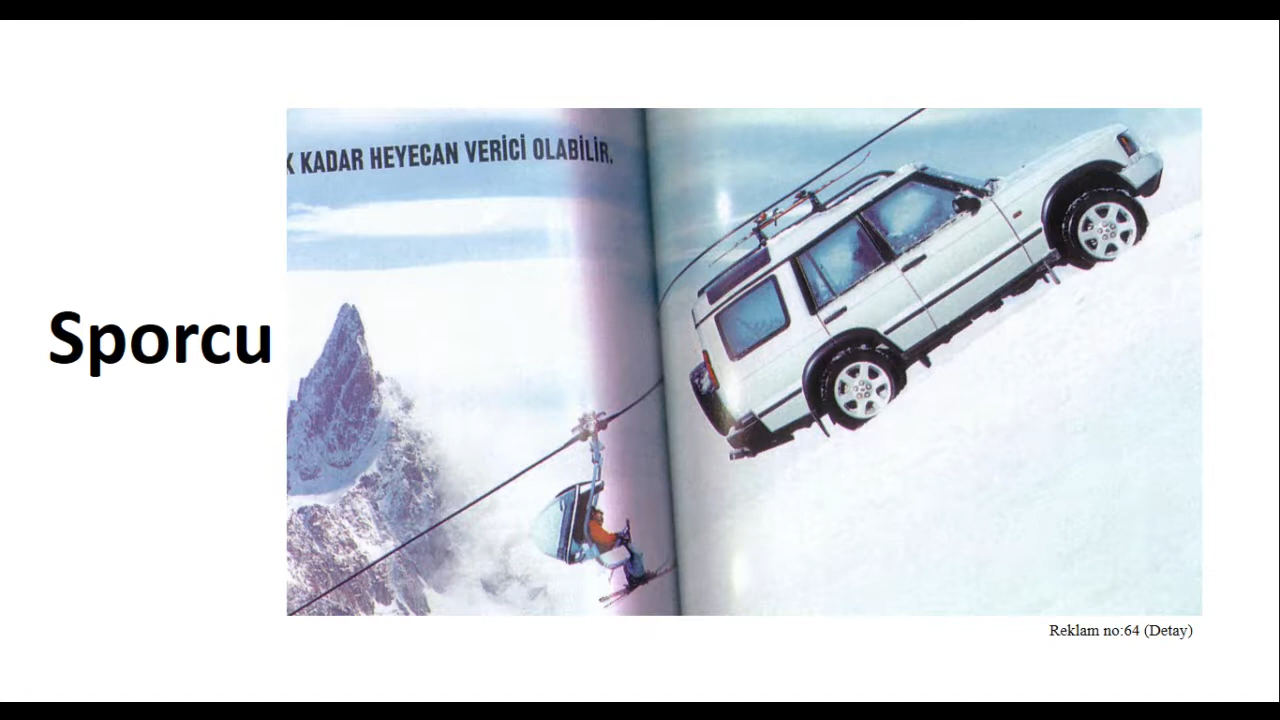 K KADAR HEYECAN VERİCİ OLABİLİR.
Sporcu
Reklam no:64 (Detay)